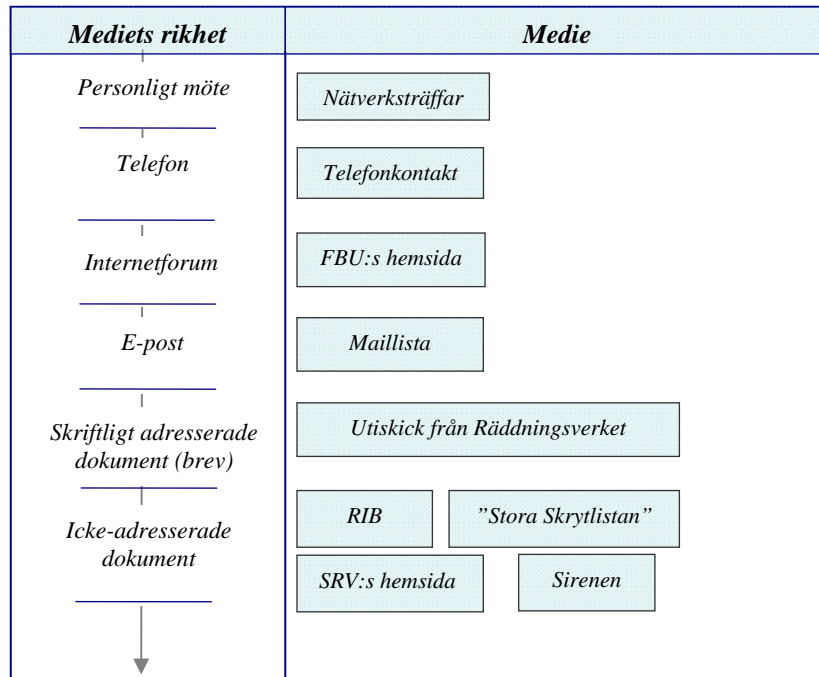 Mediets rikhet
Medie
Personligt möte
Nätverksträffar
Telefon
Telefonkontakt
Internetforum
FBU:s hemsida
E-post
Maillista
Skriftligt adresserade
dokument (brev)
Utiskick från Räddningsverket
Icke-adresserade
dokument
RIB
”Stora Skrytlistan”
SRV:s hemsida
Sirenen